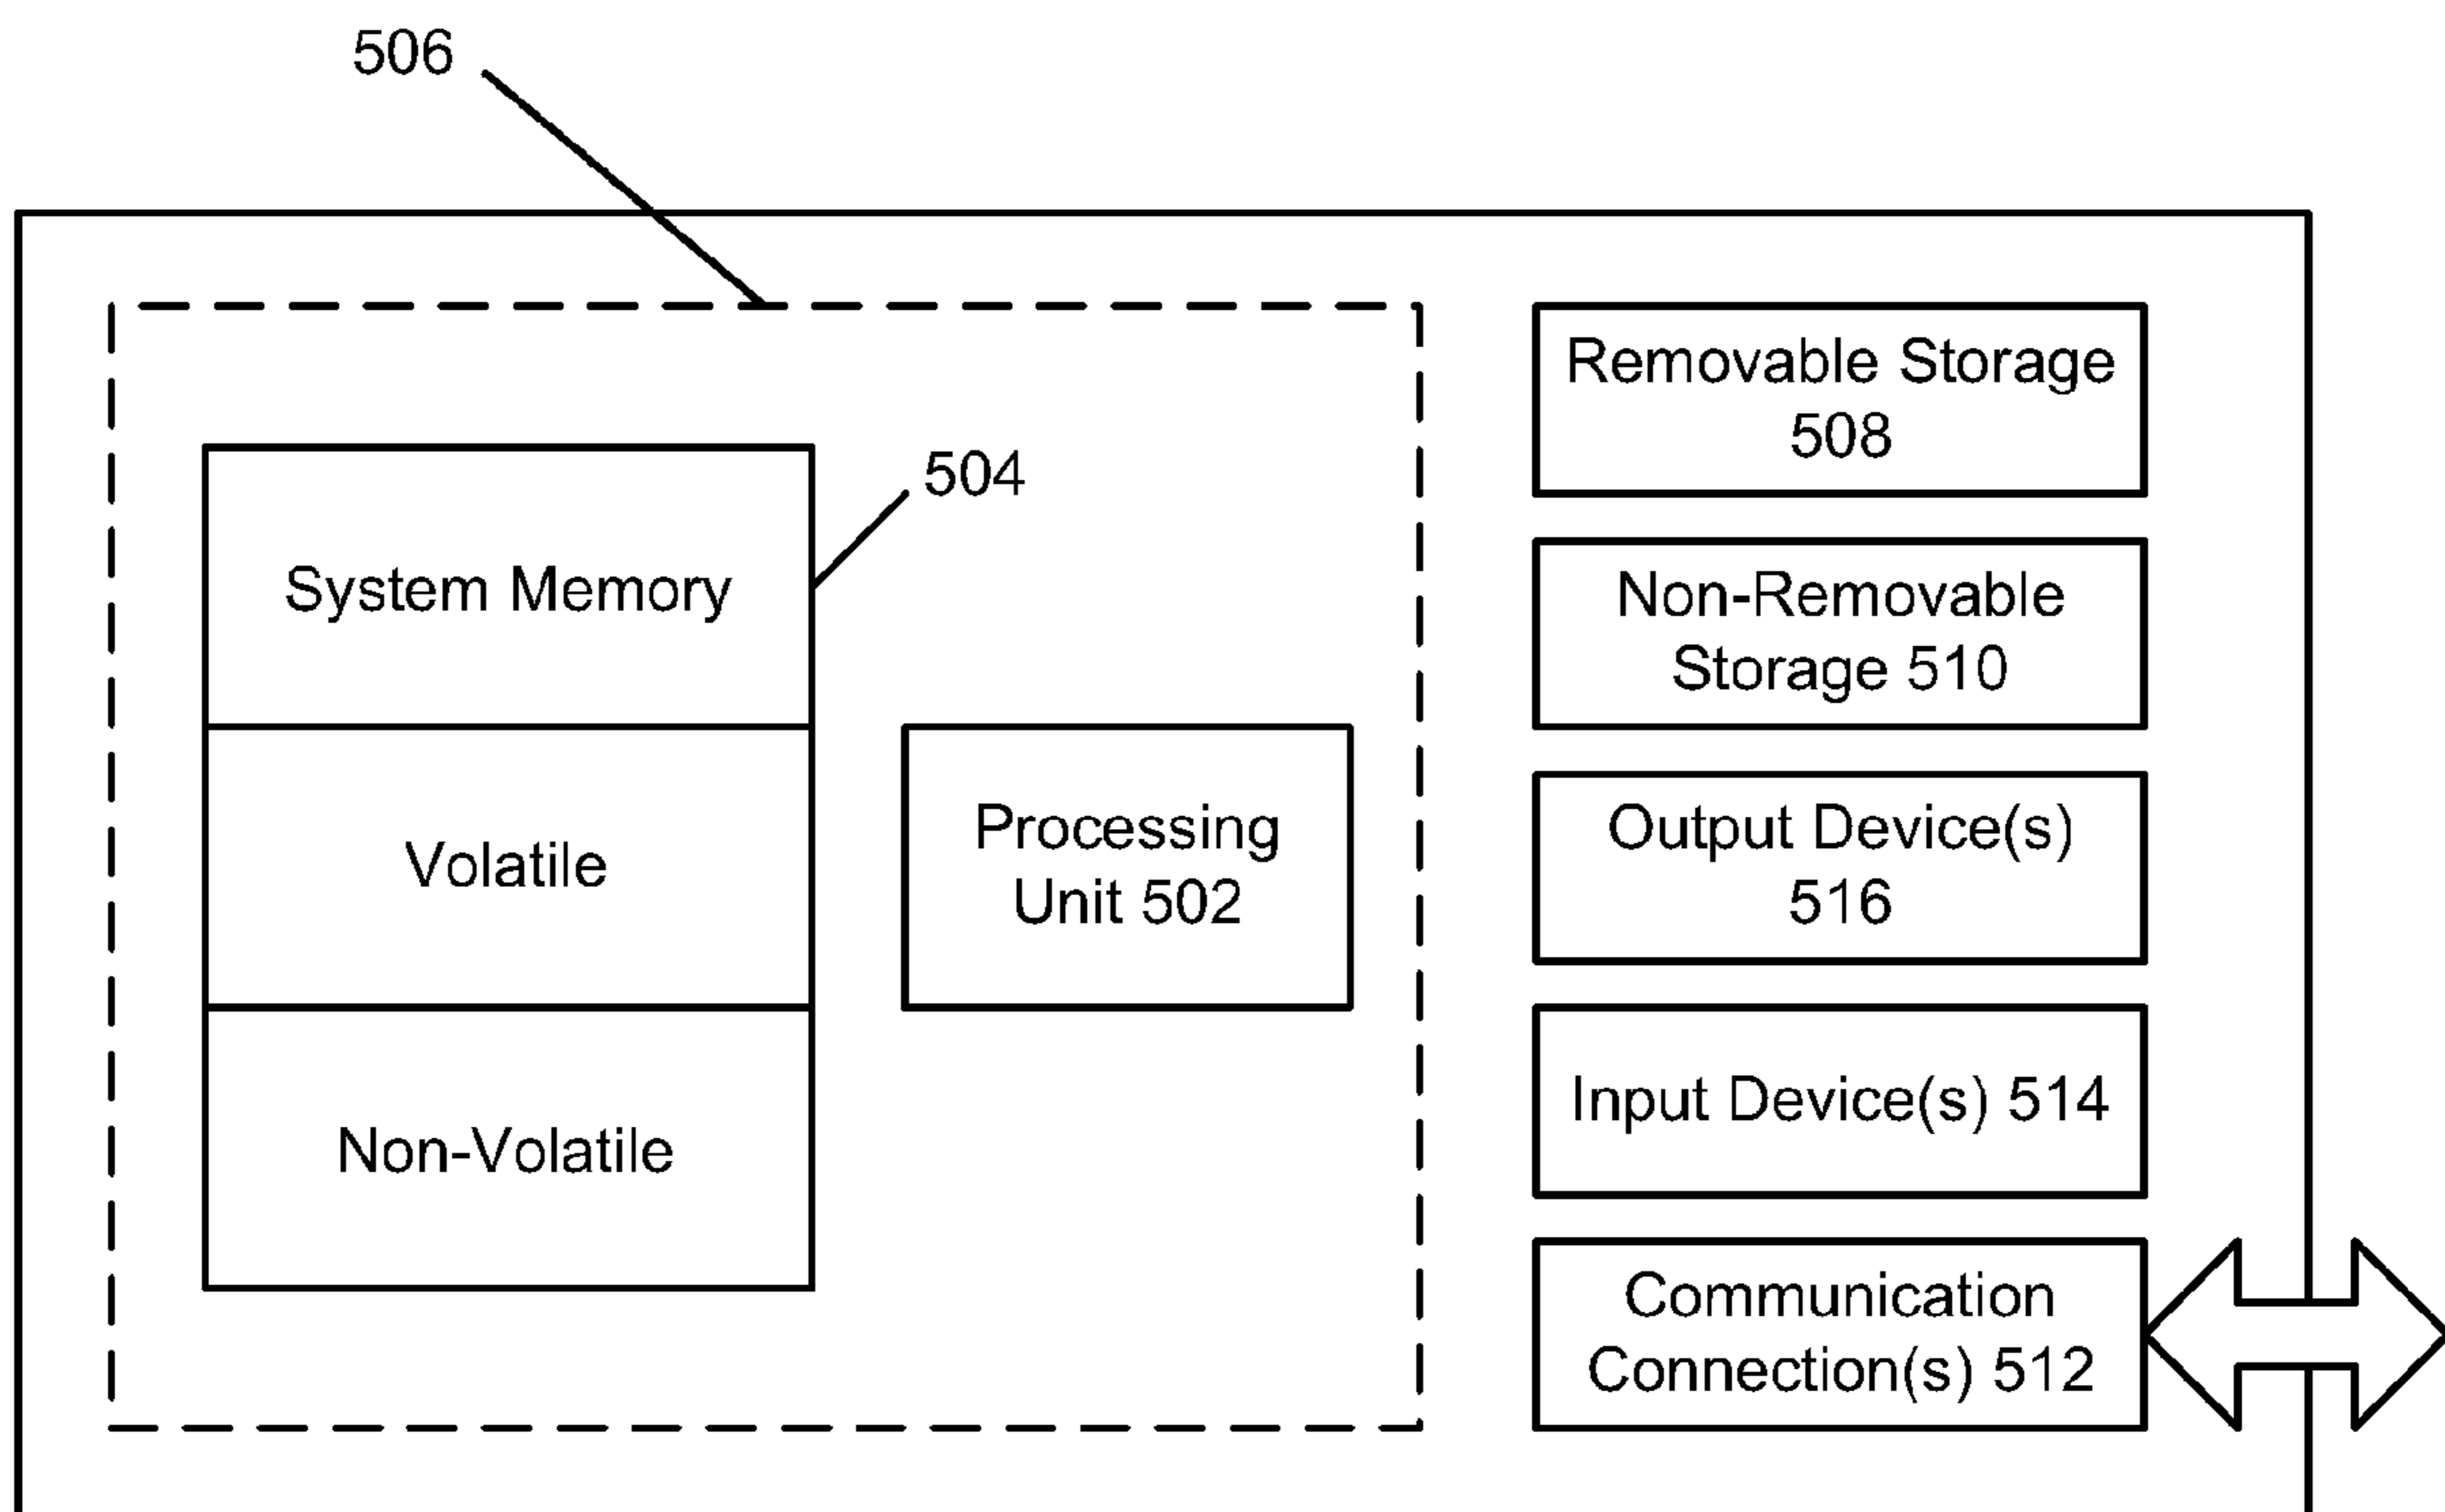 506
504
System Memory
Volatile
Non-Volatile
Processing
Unit 502
Removable Storage
508
Non-Removable
Storage 510
Output Device(s)
516
Input Device(s) 514
Communication
Connection(s) 512